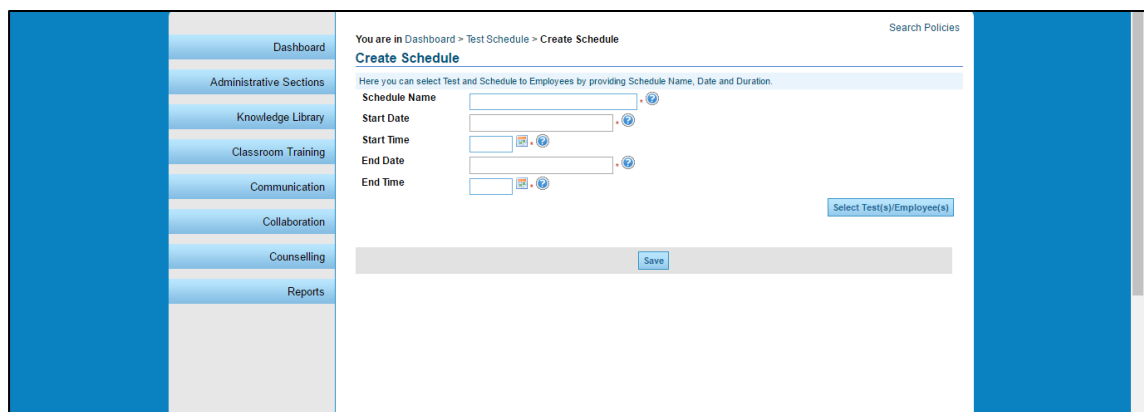 Search Policies
You are in Dashboard > Test Schedule > Create Schedule
Create Schedule
Here you can select Test and Schedule to Employees by providing Schedule Name, Date and Duration.
Dashboard
Administrative Sections
Knowledge Library
Classroom Training
Communication
Collaboration
Counselling
Reports
Schedule Name *
Start Date *
Start Time *
End Date *
End Time *
Select Test(s)/Employee(s)
Save